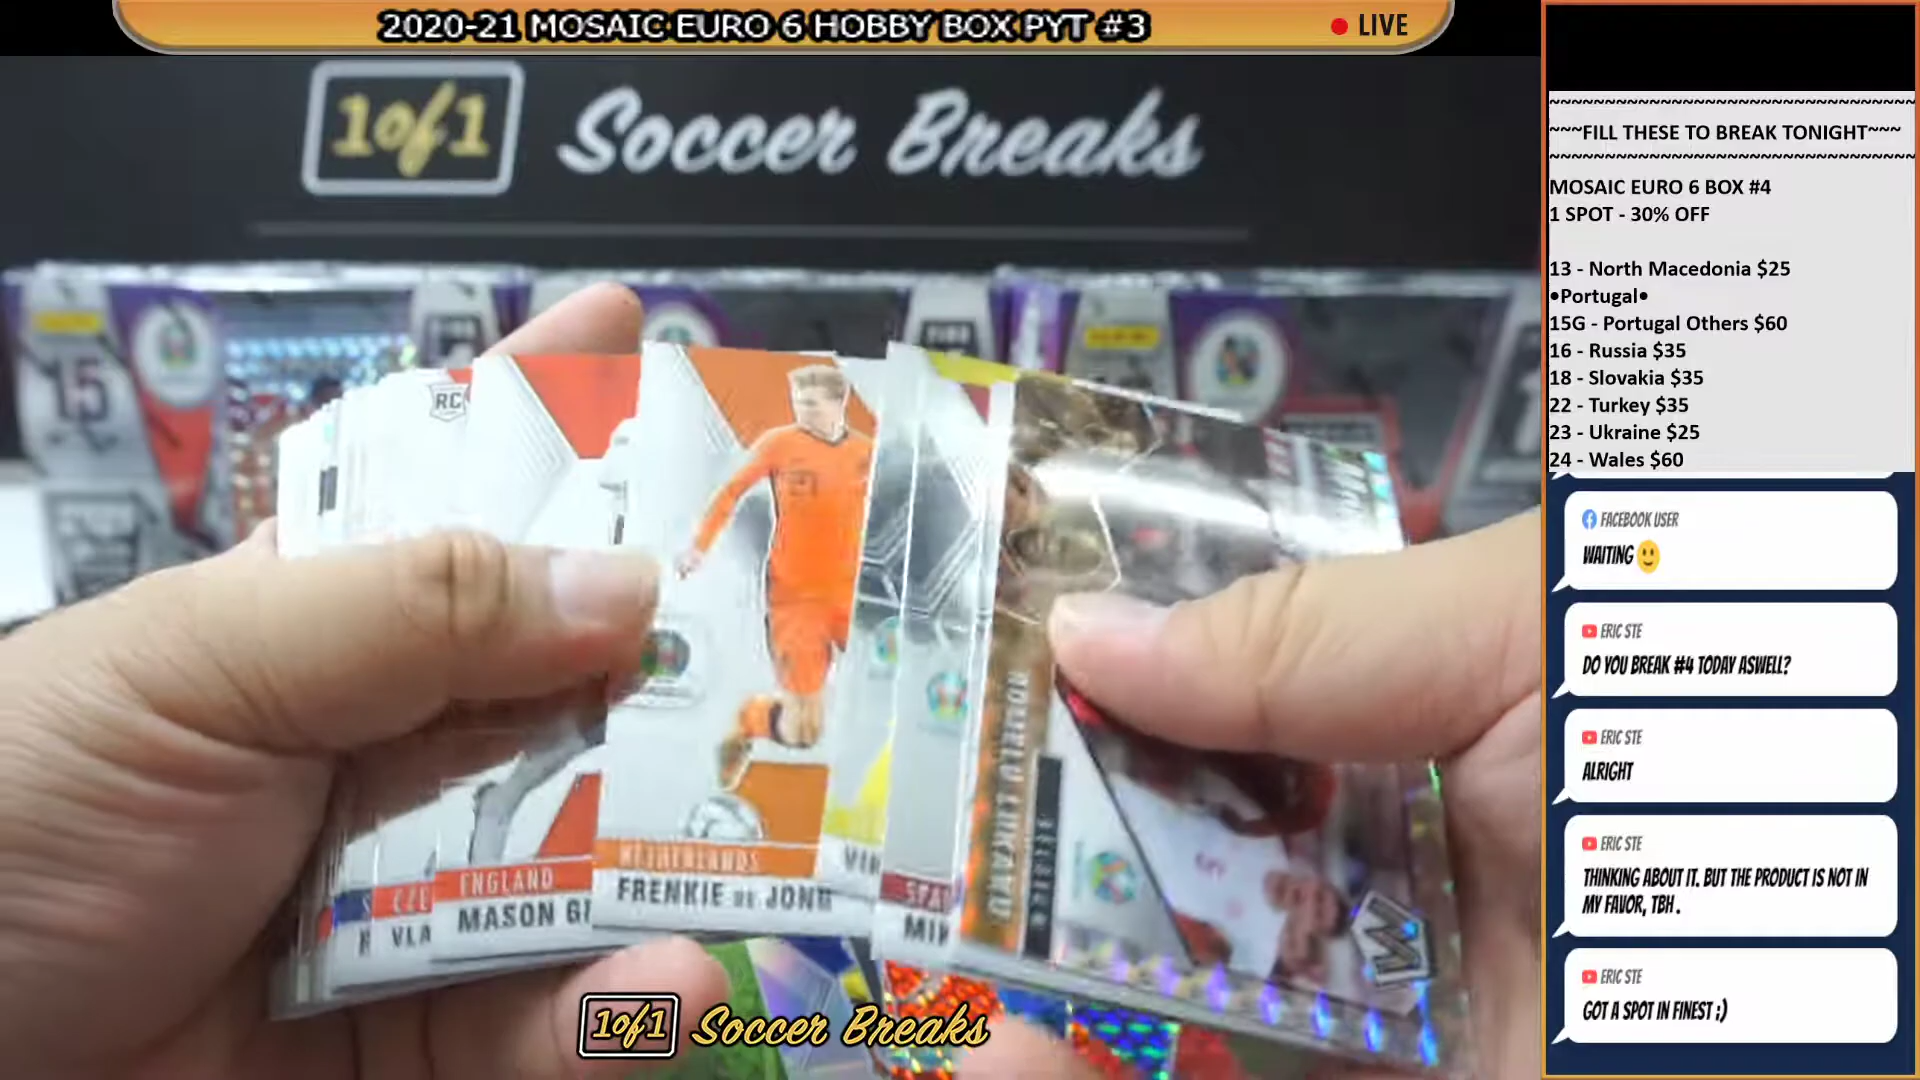 2020-21 MOSAIC EURO 6 HOBBY BOX PYT #3
LIVE
1of1 Soccer Breaks
RC
NETHERLANDS
FRENKIE DE JONG
ENGLAND
MASON G
VLA
SPA
MIK
1of1 Soccer Breaks
~~~FILL THESE TO BREAK TONIGHT~~~
MOSAIC EURO 6 BOX #4
1 SPOT - 30% OFF
13 - North Macedonia $25
•Portugal•
15G - Portugal Others $60
16 - Russia $35
18 - Slovakia $35
22 - Turkey $35
23 - Ukraine $25
24 - Wales $60
FACEBOOK USER
WAITING 🙂
ERIC STE
DO YOU BREAK #4 TODAY ASWELL?
ERIC STE
ALRIGHT
ERIC STE
THINKING ABOUT IT. BUT THE PRODUCT IS NOT IN
MY FAVOR, TBH.
ERIC STE
GOT A SPOT IN FINEST ;)